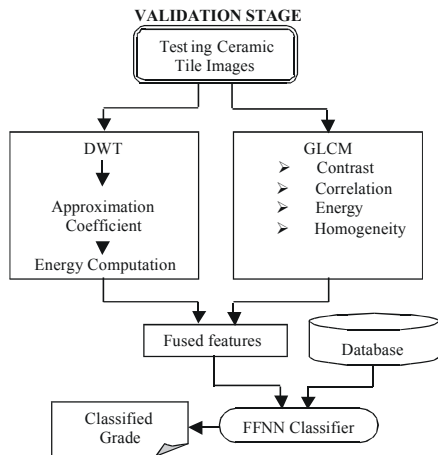 VALIDATION STAGE
Testing Ceramic
Tile Images
DWT
Approximation
Coefficient
Energy Computation
GLCM
➢ Contrast
➢ Correlation
➢ Energy
➢ Homogeneity
Fused features
Database
Classified
Grade
FFNN Classifier